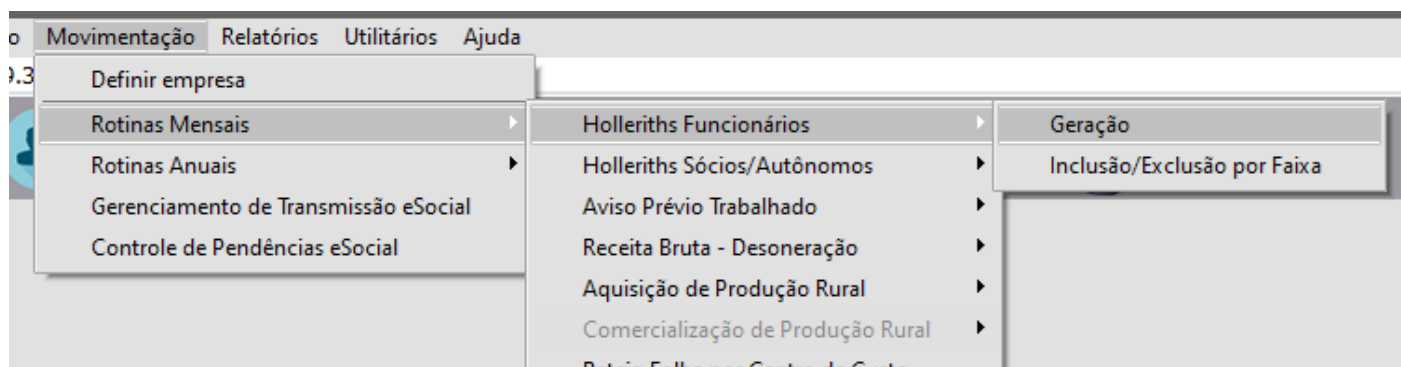 o Movimentação Relatórios Utilitários Ajuda
9.3
Definir empresa
Rotinas Mensais
Rotinas Anuais
Gerenciamento de Transmissão eSocial
Controle de Pendências eSocial
Holleriths Funcionários
Holleriths Sócios/Autônomos
Aviso Prévio Trabalhado
Receita Bruta - Desoneração
Aquisição de Produção Rural
Comercialização de Produção Rural
Geração
Inclusão/Exclusão por Faixa